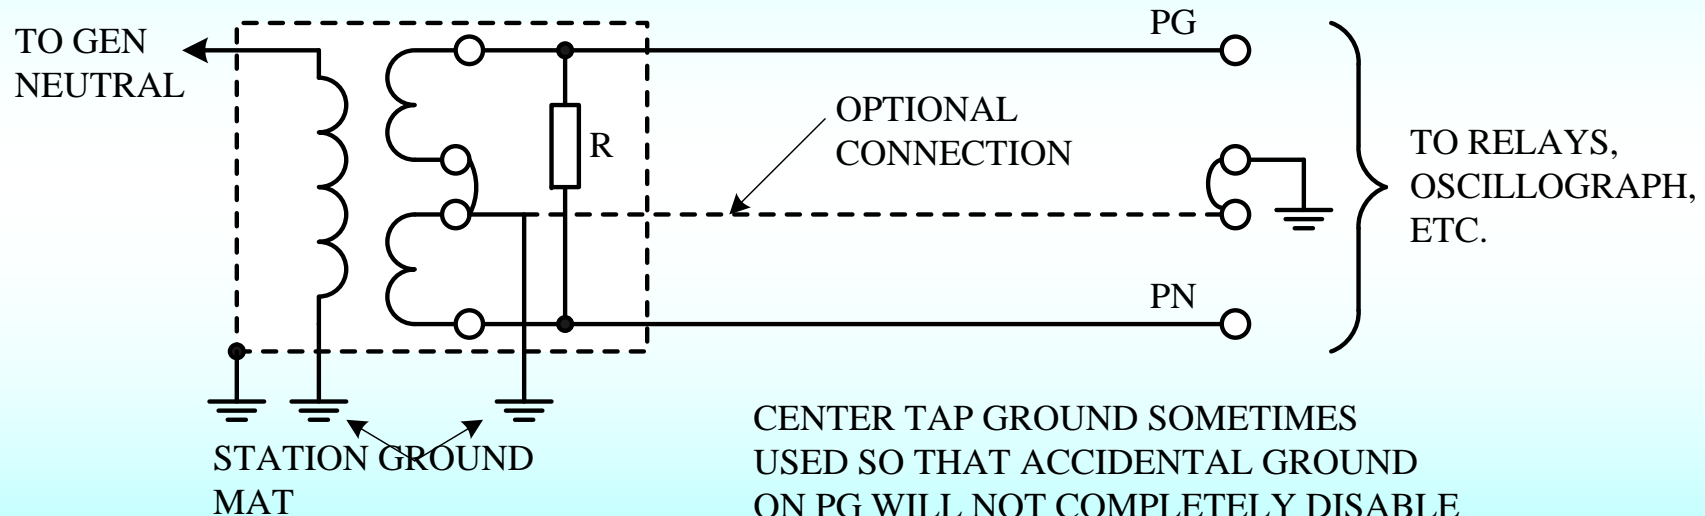 TO GEN
NEUTRAL
PG
OPTIONAL
CONNECTION
R
TO RELAYS,
OSCILLOGRAPH,
ETC.
PN
STATION GROUND
MAT
CENTER TAP GROUND SOMETIMES
USED SO THAT ACCIDENTAL GROUND
ON PG WILL NOT COMPLETELY DISABLE